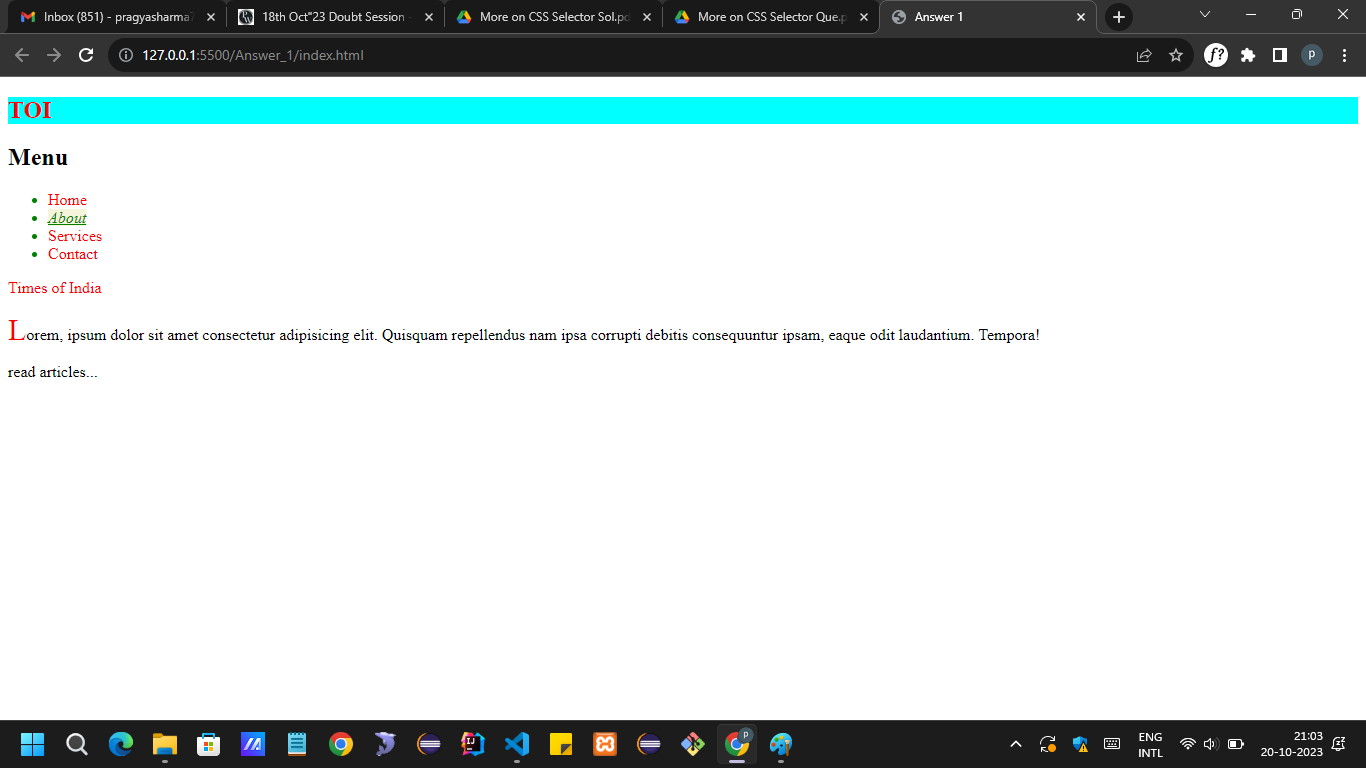 Inbox (851) - pragyasharma7
18th Oct"23 Doubt Session -
More on CSS Selector Sol.pd
More on CSS Selector Que.p
Answer 1
127.0.0.1:5500/Answer_1/index.html
f?
p
TOI
Menu
Home
About
Services
Contact
Times of India
Lorem, ipsum dolor sit amet consectetur adipisicing elit. Quisquam repellendus nam ipsa corrupti debitis consequuntur ipsam, eaque odit laudantium. Tempora!
read articles...
ENG
INTL
21:03
20-10-2023